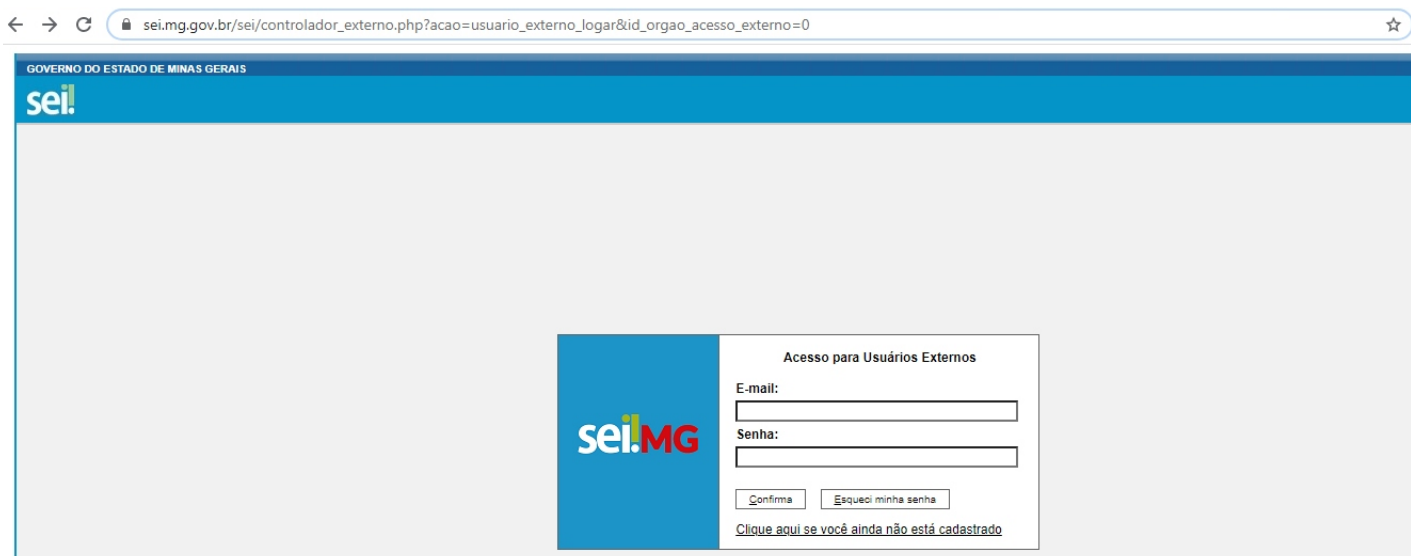 sei.mg.gov.br/sei/controlador_externo.php?acao=usuario_externo_logar&id_orgao_acesso_externo=0
GOVERNO DO ESTADO DE MINAS GERAIS
sei!
Acesso para Usuários Externos
E-mail:
sei!MG
Senha:
Confirma Esqueci minha senha
Clique aqui se você ainda não está cadastrado